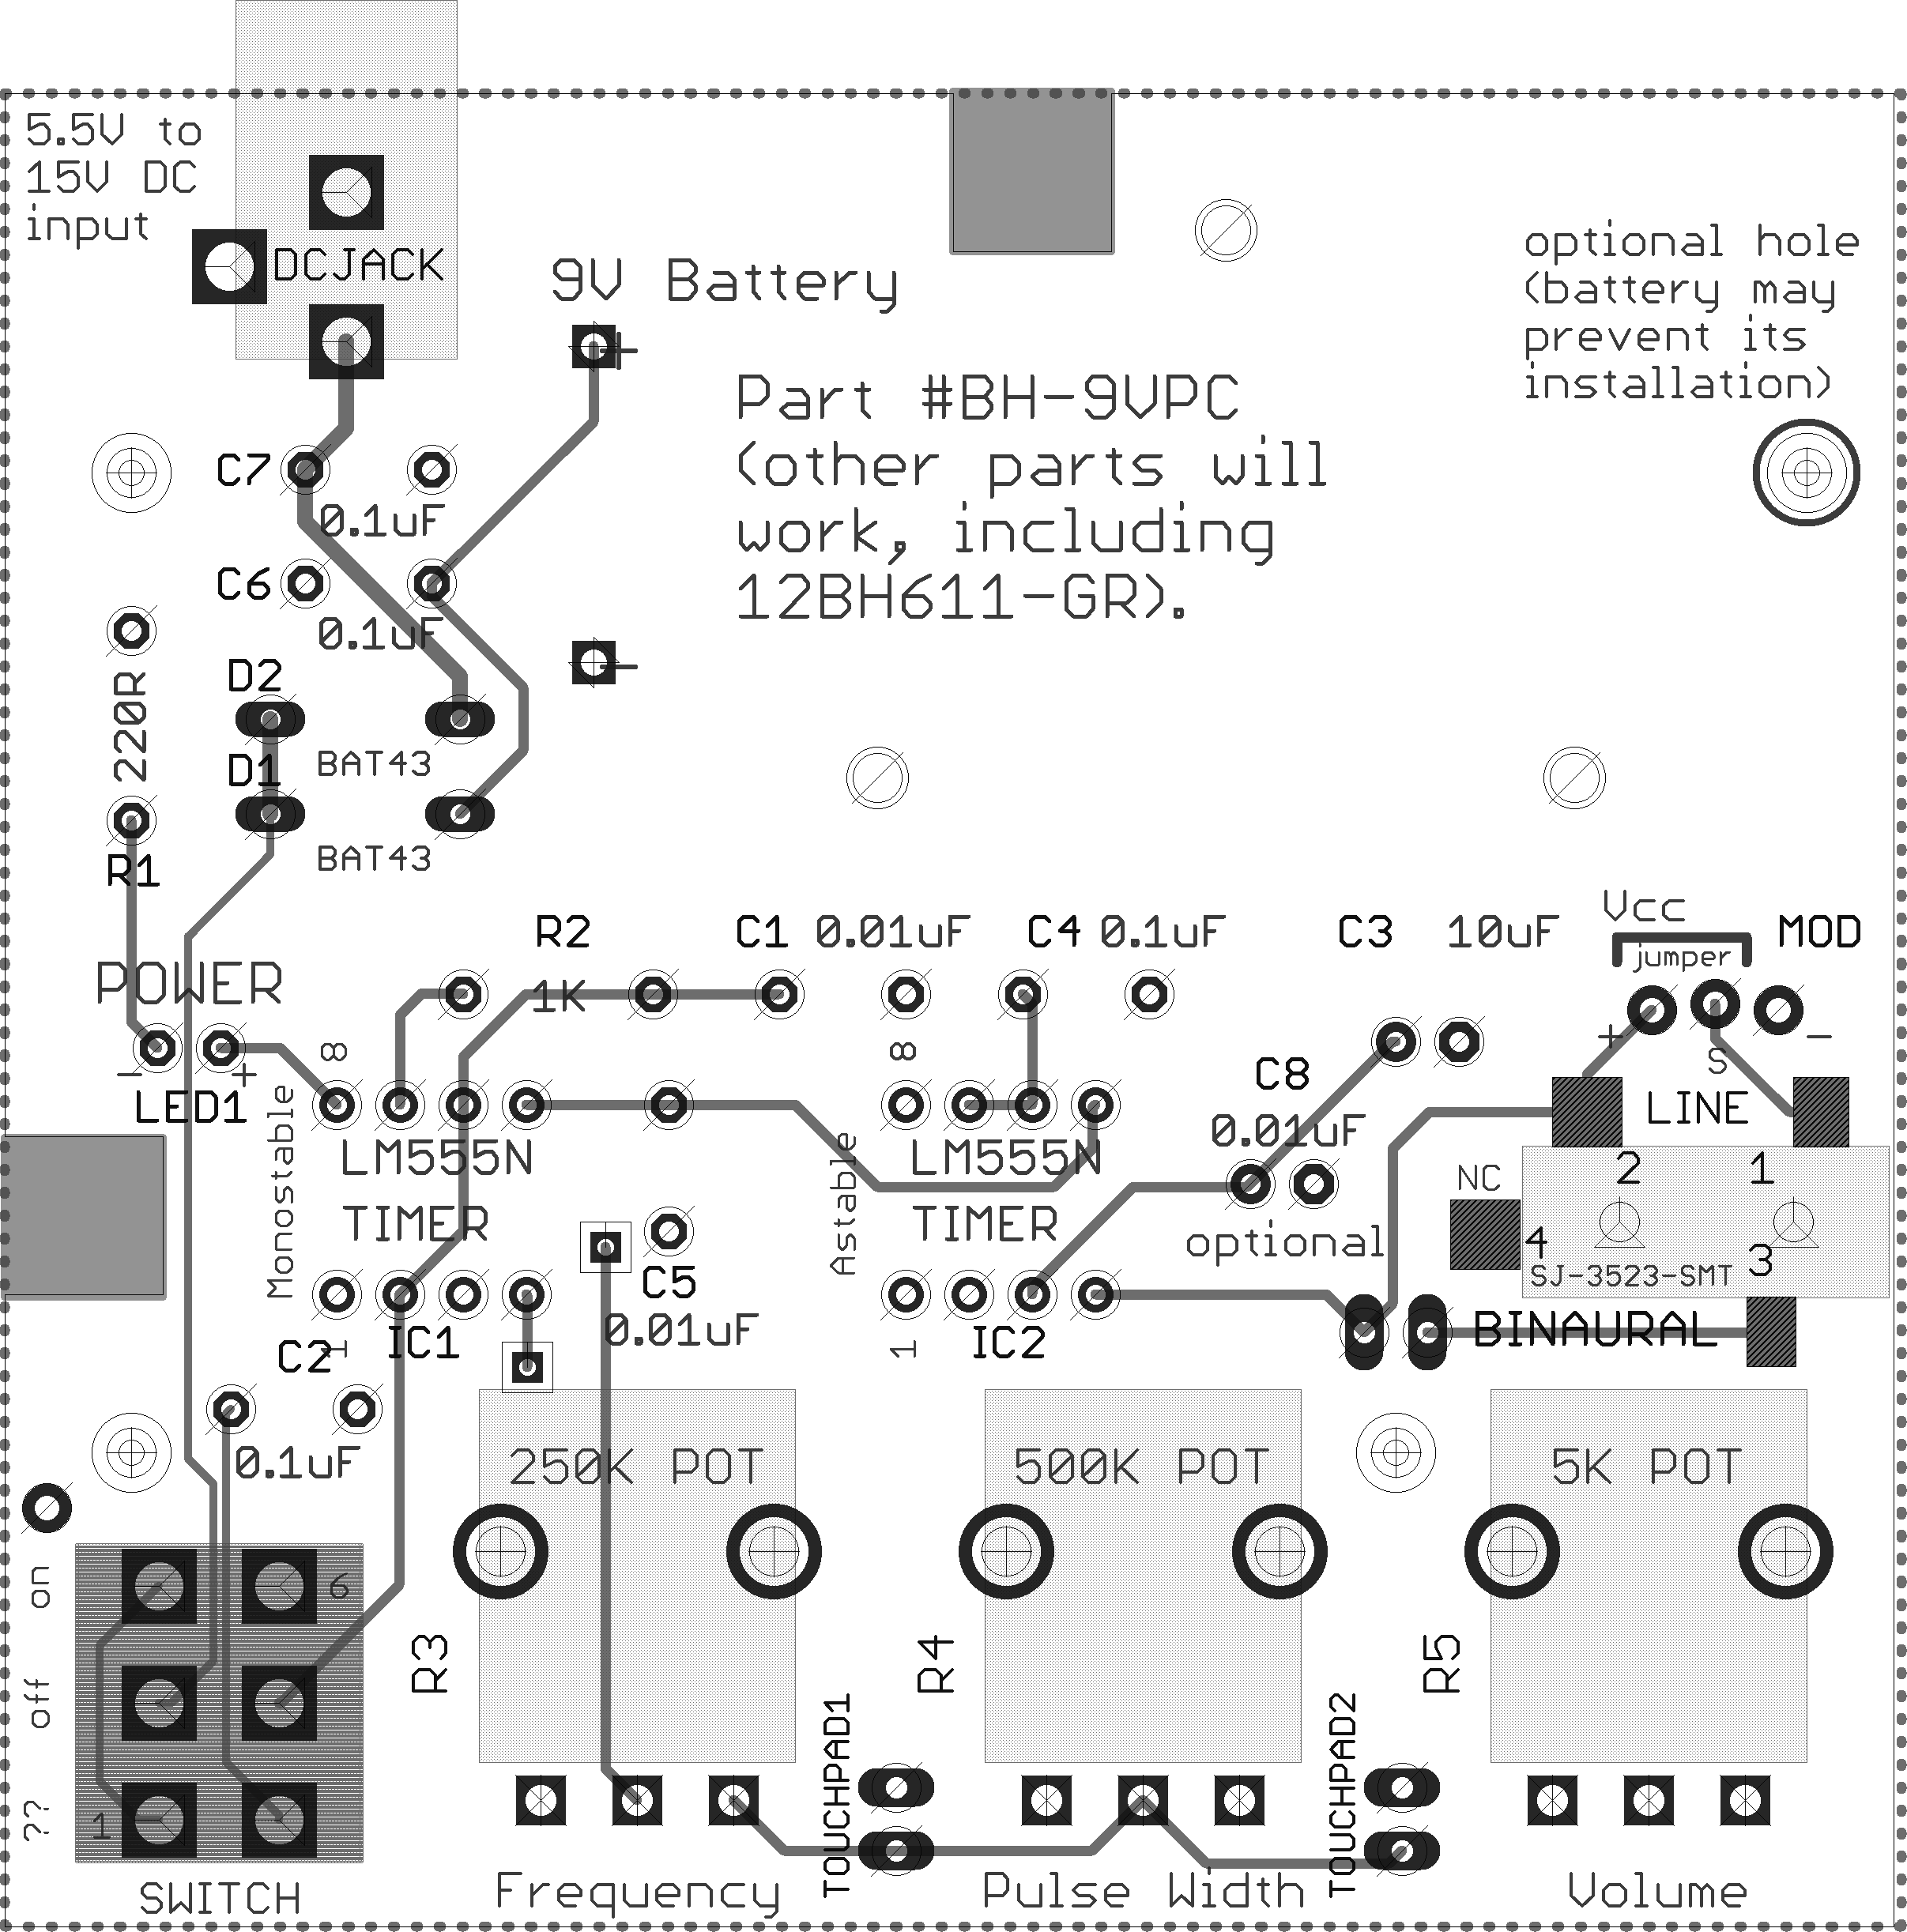 5.5V to
15V DC
input
DCJACK
9V Battery
+
optional hole
(battery may
prevent its
installation)
Part #BH-9VPC
(other parts will
work, including
12BH611-GR).
C7
0.1uF
C6
0.1uF
-
D2
BAT43
220R
D1
BAT43
R1
R2
1K
C1 0.01uF
C4 0.1uF
C3 10uF
Vcc
jumper
MOD
+
S
-
POWER
-
+
LED1
8
Monostable
LM555N
TIMER
1
IC1
8
Astable
LM555N
TIMER
1
IC2
C8
0.01uF
optional
LINE
2
1
NC
4
3
SJ-3523-SMT
BINAURAL
C5
0.01uF
C2
0.1uF
250K POT
500K POT
5K POT
on
off
??
6
1
R3
R4
R5
TOUCHPAD1
TOUCHPAD2
SWITCH
Frequency
Pulse Width
Volume